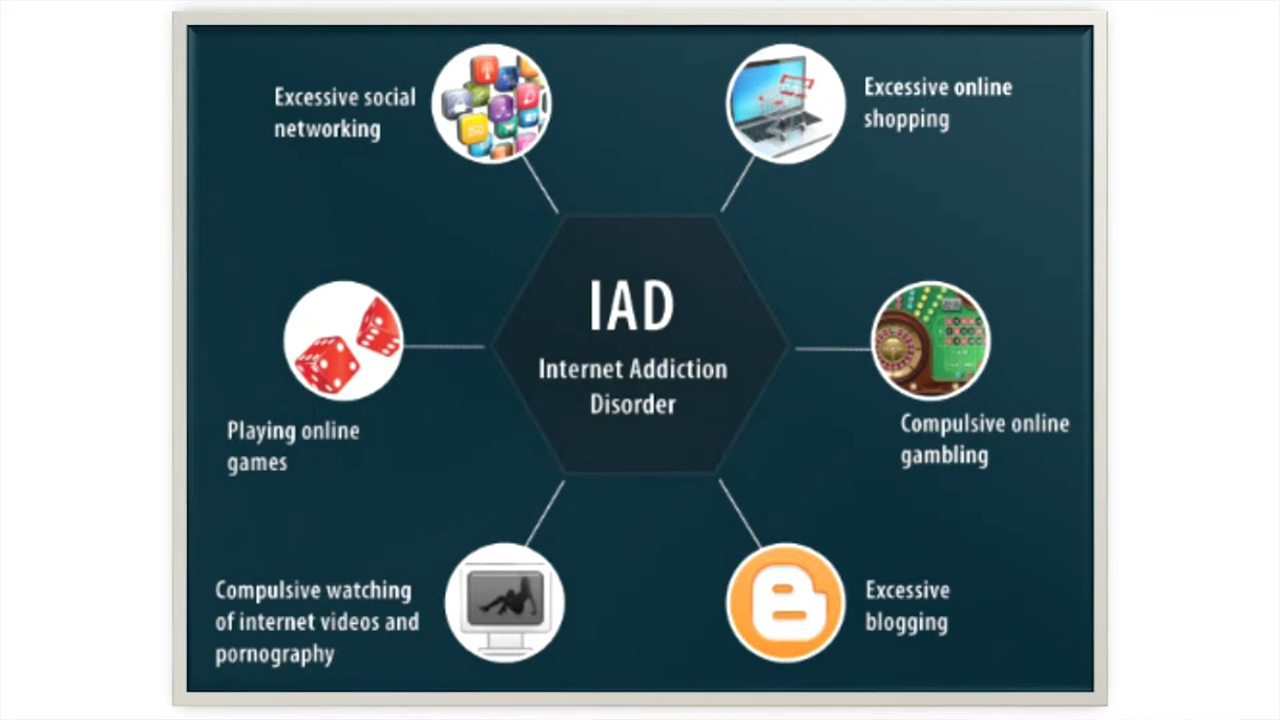 Excessive social
networking
Excessive online
shopping
IAD
Internet Addiction
Disorder
Playing online
games
Compulsive online
gambling
Compulsive watching
of internet videos and
pornography
Excessive
blogging